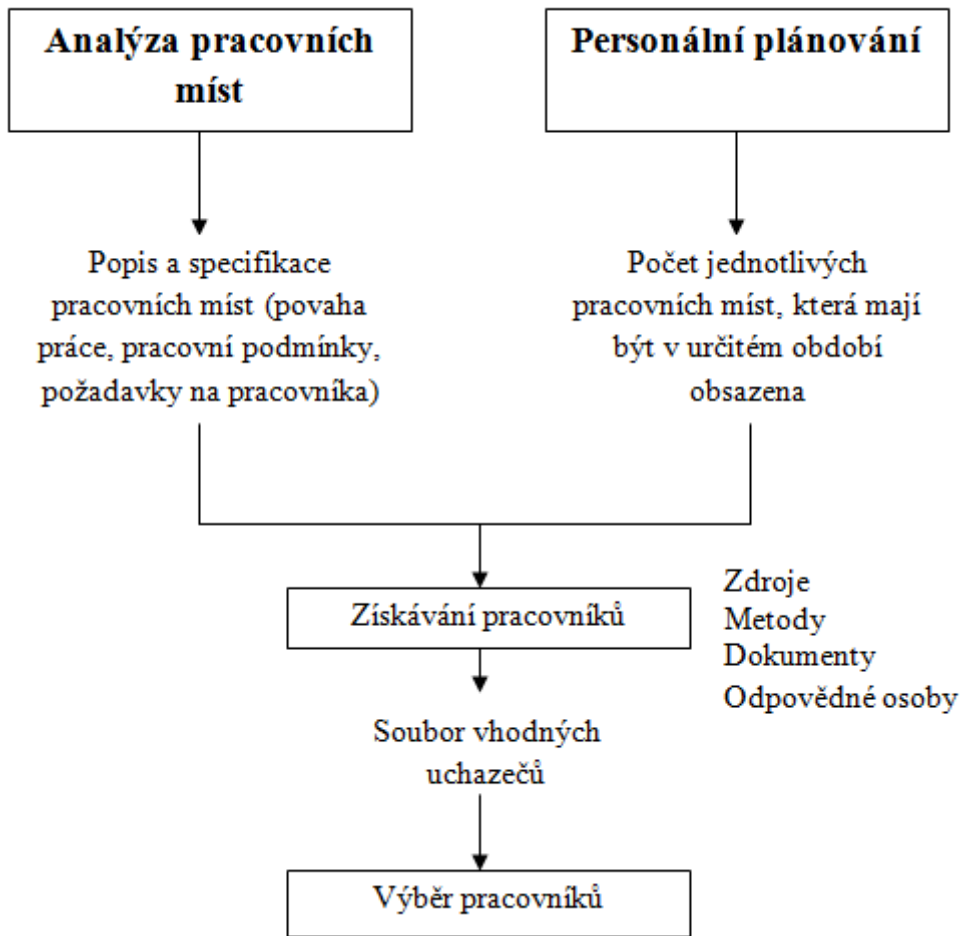 Analýza pracovních
míst
Personální plánování
Popis a specifikace
pracovních míst (povaha
práce, pracovní podmínky,
požadavky na pracovníka)
Počet jednotlivých
pracovních míst, která mají
být v určitém období
obsazena
Získávání pracovníků
Zdroje
Metody
Dokumenty
Odpovědné osoby
Soubor vhodných
uchazečů
Výběr pracovníků